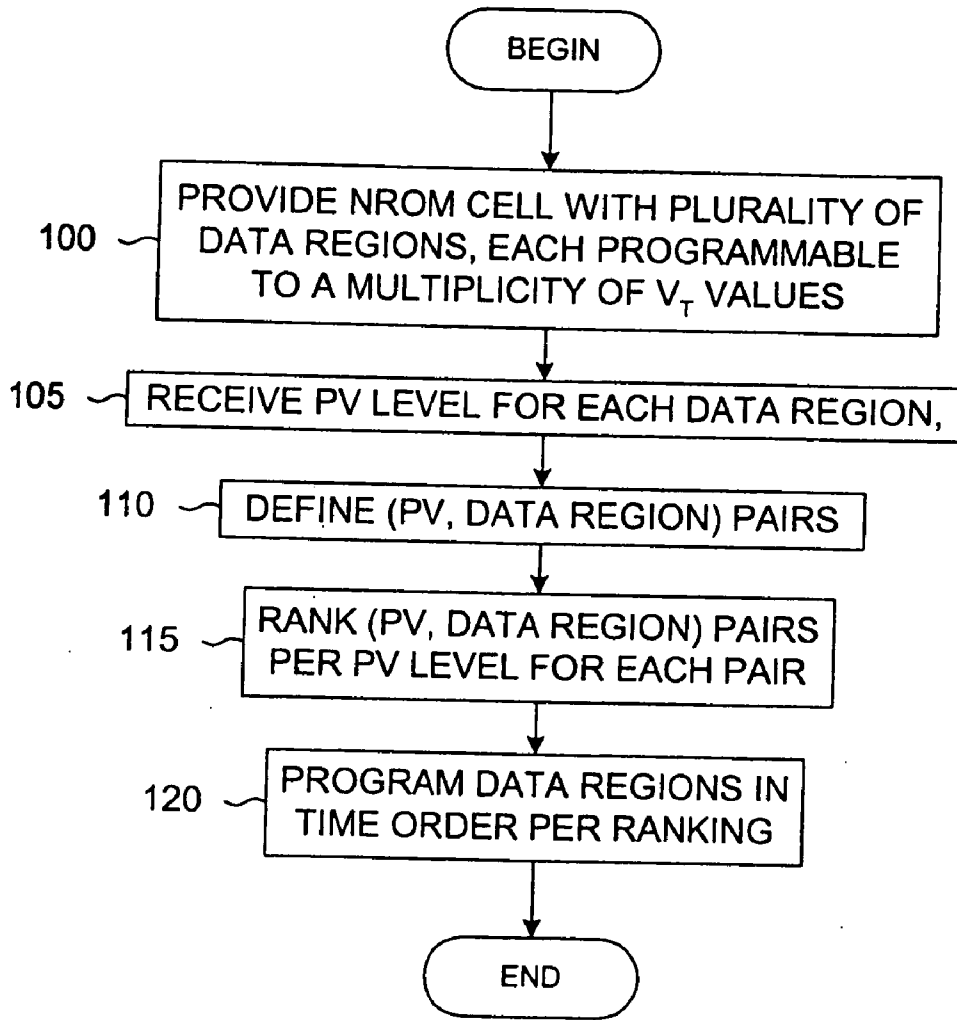 BEGIN
100
PROVIDE NROM CELL WITH PLURALITY OF
DATA REGIONS, EACH PROGRAMMABLE
TO A MULTIPLICITY OF V_T VALUES
105
RECEIVE PV LEVEL FOR EACH DATA REGION,
110
DEFINE (PV, DATA REGION) PAIRS
115
RANK (PV, DATA REGION) PAIRS
PER PV LEVEL FOR EACH PAIR
120
PROGRAM DATA REGIONS IN
TIME ORDER PER RANKING
END